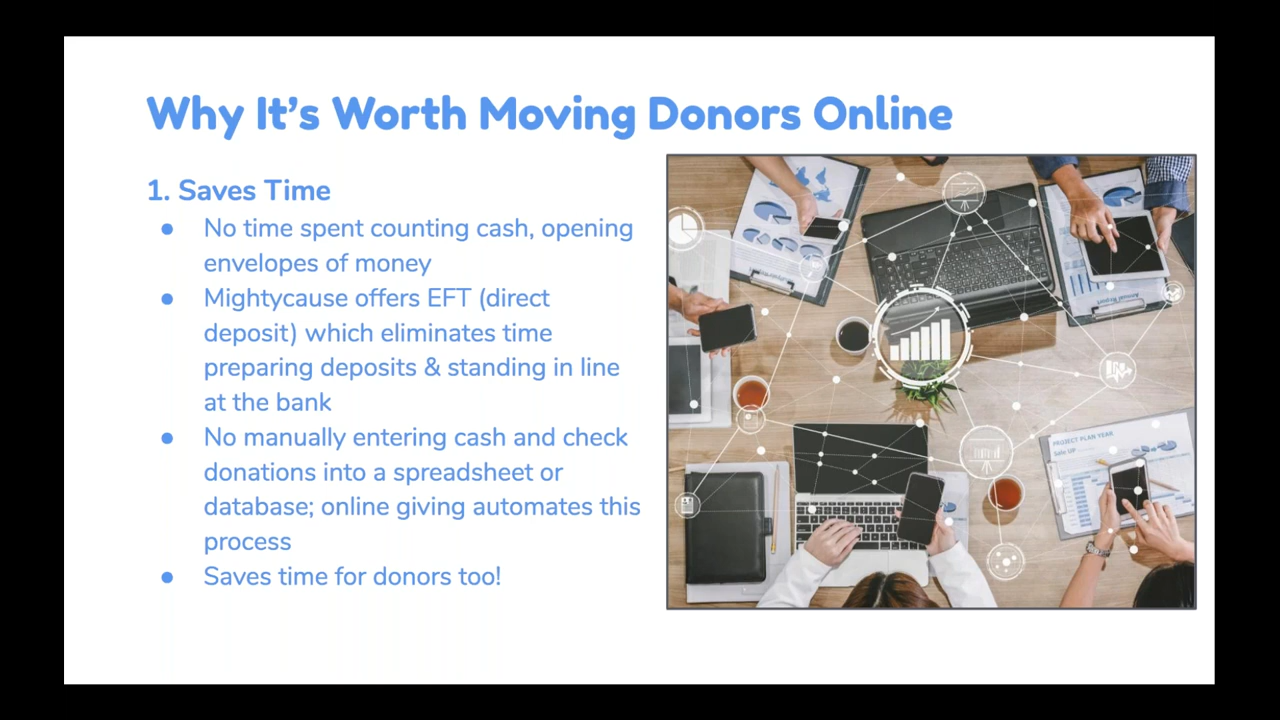 Why It's Worth Moving Donors Online
1. Saves Time
● No time spent counting cash, opening
envelopes of money
● Mightycause offers EFT (direct
deposit) which eliminates time
preparing deposits & standing in line
at the bank
● No manually entering cash and check
donations into a spreadsheet or
database; online giving automates this
process
● Saves time for donors too!
Annual Report
PROJECT PLAN YEAR